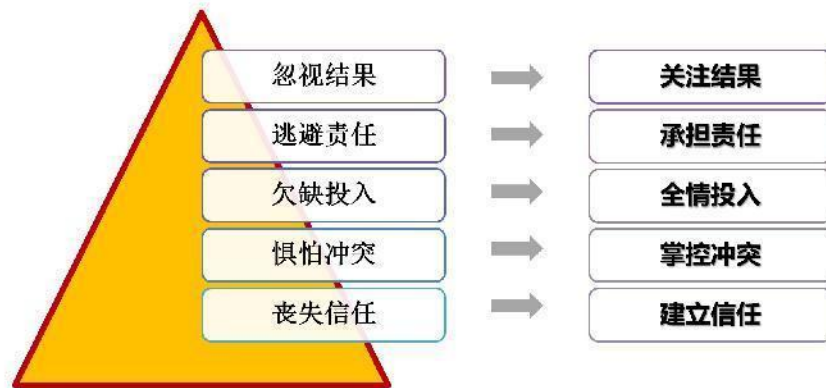 忽视结果 关注结果
逃避责任 承担责任
欠缺投入 全情投入
惧怕冲突 掌控冲突
丧失信任 建立信任